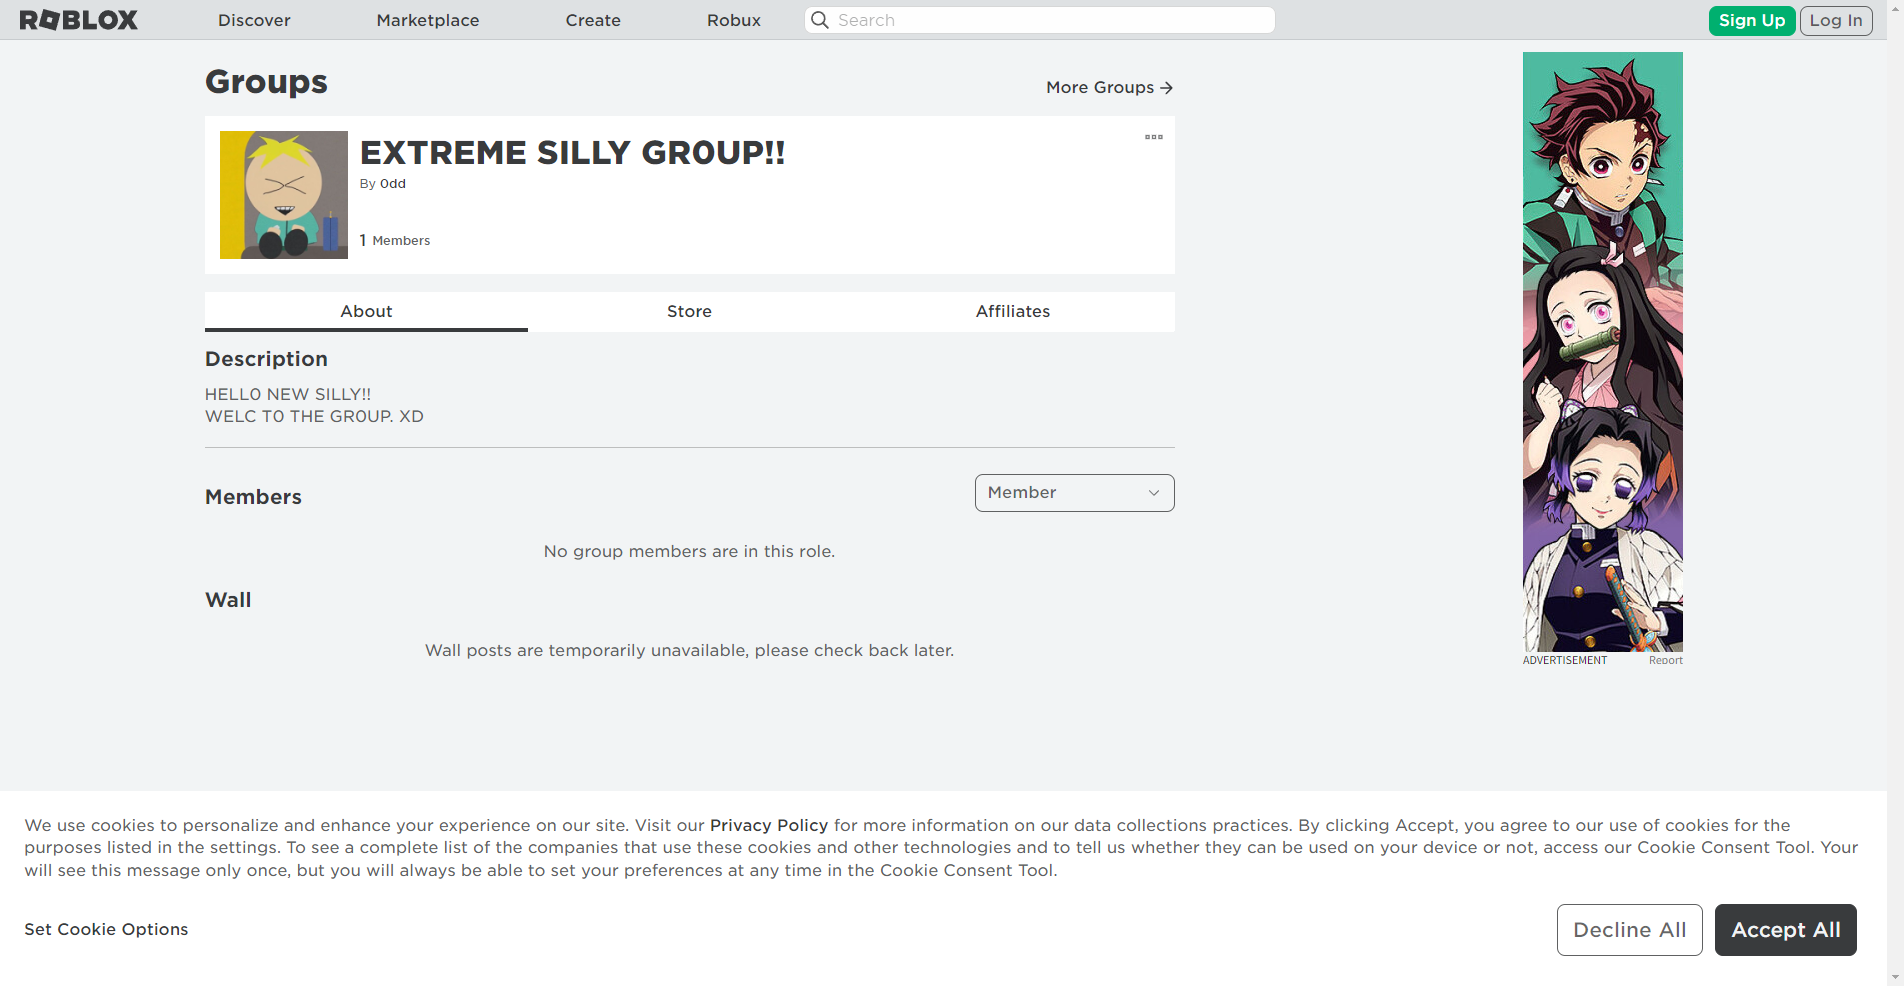 ROBLOX
Discover
Marketplace
Create
Robux
Search
Sign Up
Log In
Groups
More Groups →
EXTREME SILLY GR0UP!!
By 0dd
1 Members
About
Store
Affiliates
Description
HELL0 NEW SILLY!!
WELC T0 THE GR0UP. XD
Members
Member
No group members are in this role.
Wall
Wall posts are temporarily unavailable, please check back later.
ADVERTISEMENT
Report
We use cookies to personalize and enhance your experience on our site. Visit our Privacy Policy for more information on our data collections practices. By clicking Accept, you agree to our use of cookies for the
purposes listed in the settings. To see a complete list of the companies that use these cookies and other technologies and to tell us whether they can be used on your device or not, access our Cookie Consent Tool. Your
will see this message only once, but you will always be able to set your preferences at any time in the Cookie Consent Tool.
Set Cookie Options
Decline All
Accept All